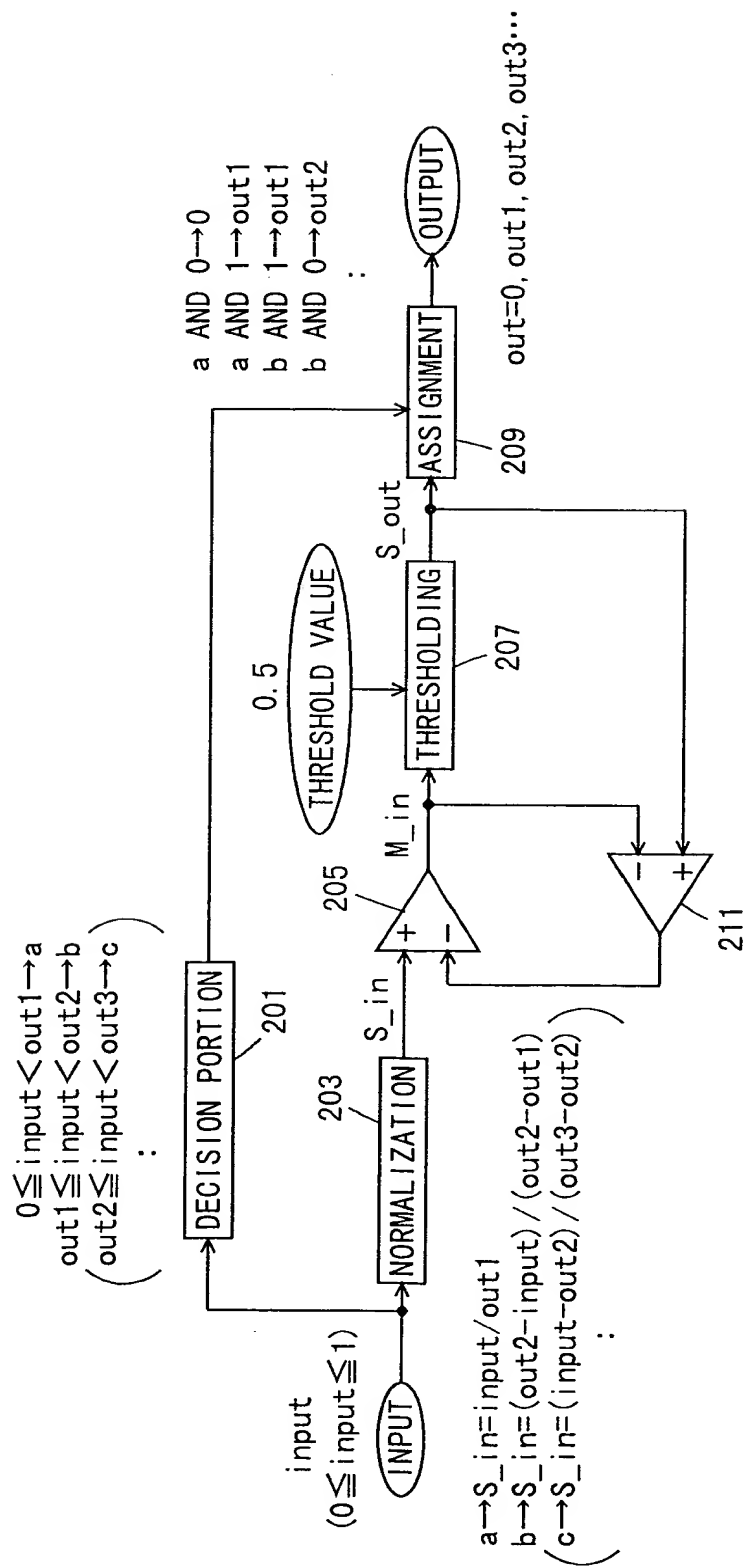 0≦input<out1→a
out1≦input<out2→b
(out2≦input<out3→c
:)
DECISION PORTION
201
input
(0≦input≦1)
INPUT
NORMALIZATION
203
S_in
a→S_in=input/out1
b→S_in=(out2-input)/(out2-out1)
(c→S_in=(input-out2)/(out3-out2)
:)
205
+
-
M_in
0.5
THRESHOLD VALUE
THRESHOLDING
207
S_out
-
+
211
a AND 0→0
a AND 1→out1
b AND 1→out1
b AND 0→out2
:
ASSIGNMENT
209
OUTPUT
out=0, out1, out2, out3···